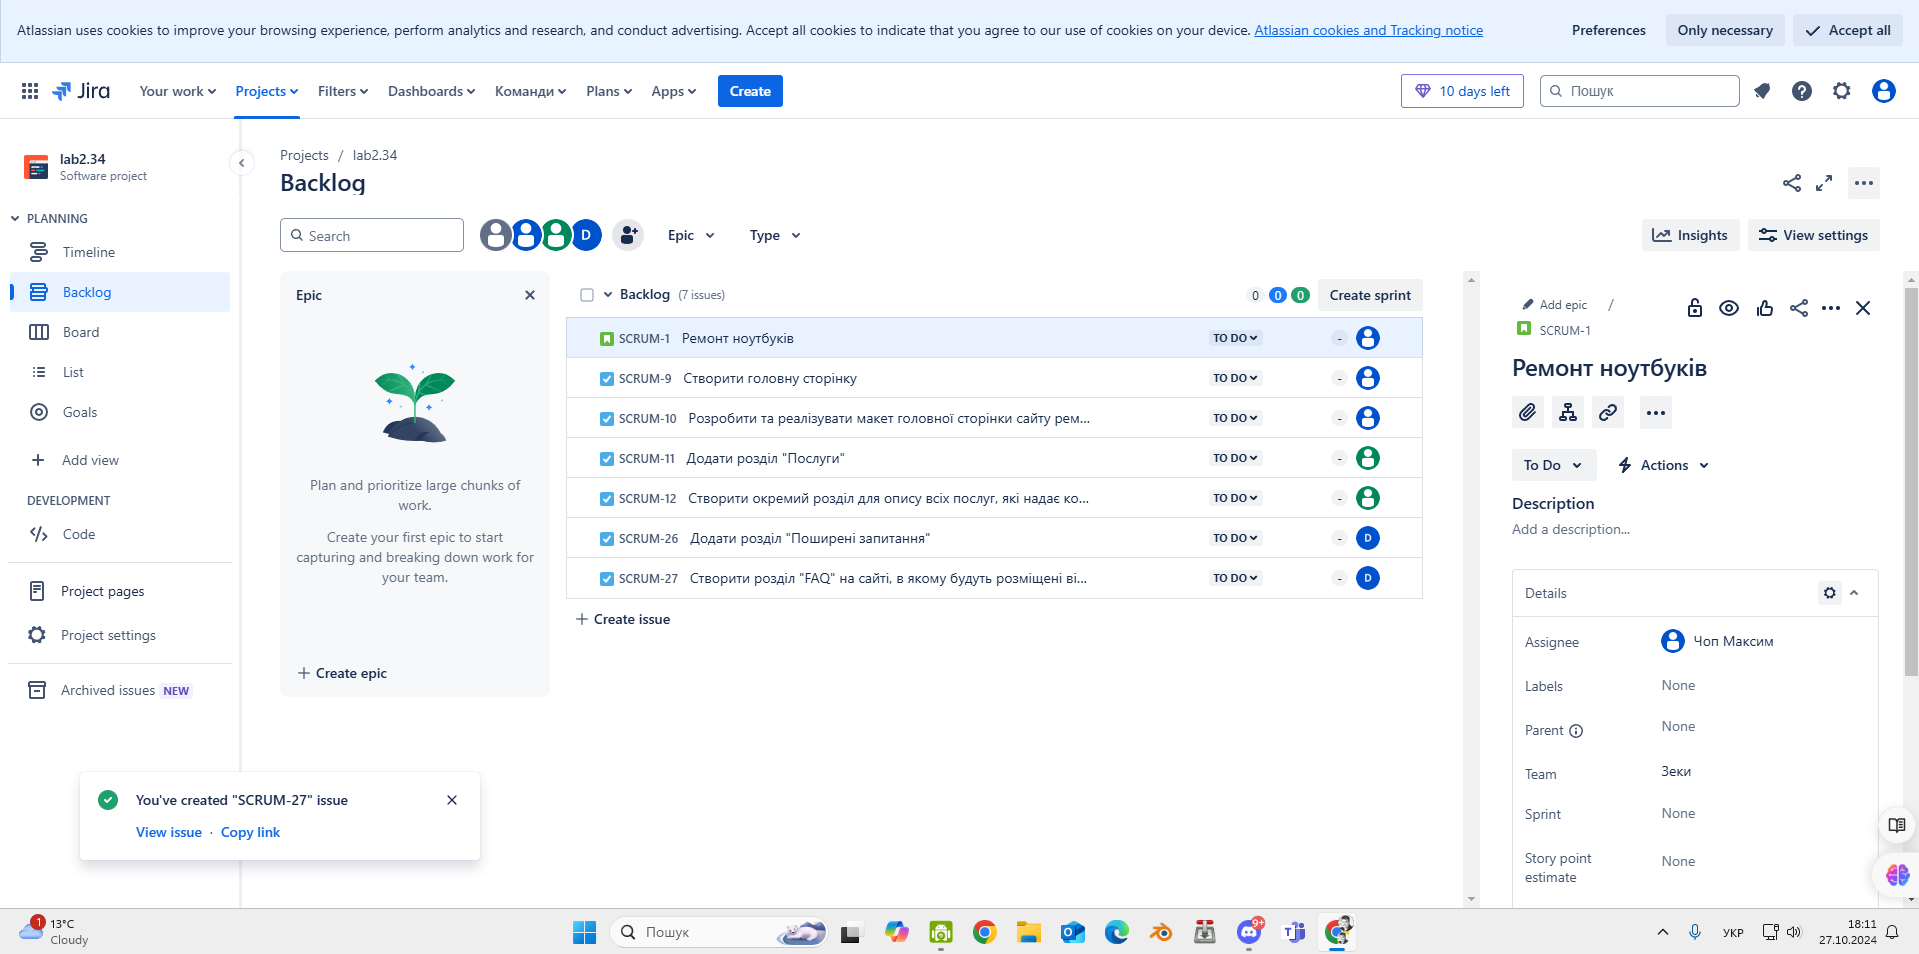 Atlassian uses cookies to improve your browsing experience, perform analytics and research, and conduct advertising. Accept all cookies to indicate that you agree to our use of cookies on your device. Atlassian cookies and Tracking notice
Preferences
Only necessary
Accept all
Jira
Your work
Projects
Filters
Dashboards
Команди
Plans
Apps
Create
10 days left
Пошук
lab2.34
Software project
PLANNING
Timeline
Backlog
Board
List
Goals
Add view
DEVELOPMENT
Code
Project pages
Project settings
Archived issues NEW
Projects / lab2.34
Backlog
Search
D
Epic
Type
Insights
View settings
Epic
Plan and prioritize large chunks of
work.
Create your first epic to start
capturing and breaking down work for
your team.
Create epic
Backlog (7 issues)
0 0 0
Create sprint
SCRUM-1 Ремонт ноутбуків TO DO -
SCRUM-9 Створити головну сторінку TO DO -
SCRUM-10 Розробити та реалізувати макет головної сторінки сайту рем... TO DO -
SCRUM-11 Додати розділ "Послуги" TO DO -
SCRUM-12 Створити окремий розділ для опису всіх послуг, які надає ко... TO DO -
SCRUM-26 Додати розділ "Поширені запитання" TO DO - D
SCRUM-27 Створити розділ "FAQ" на сайті, в якому будуть розміщені ві... TO DO - D
Create issue
Add epic /
SCRUM-1
Ремонт ноутбуків
To Do
Actions
Description
Add a description...
Details
Assignee Чоп Максим
Labels None
Parent None
Team Зеки
Sprint None
Story point None
estimate
You've created "SCRUM-27" issue
View issue · Copy link
1
13°C
Cloudy
Пошук
9+
УКР
18:11
27.10.2024